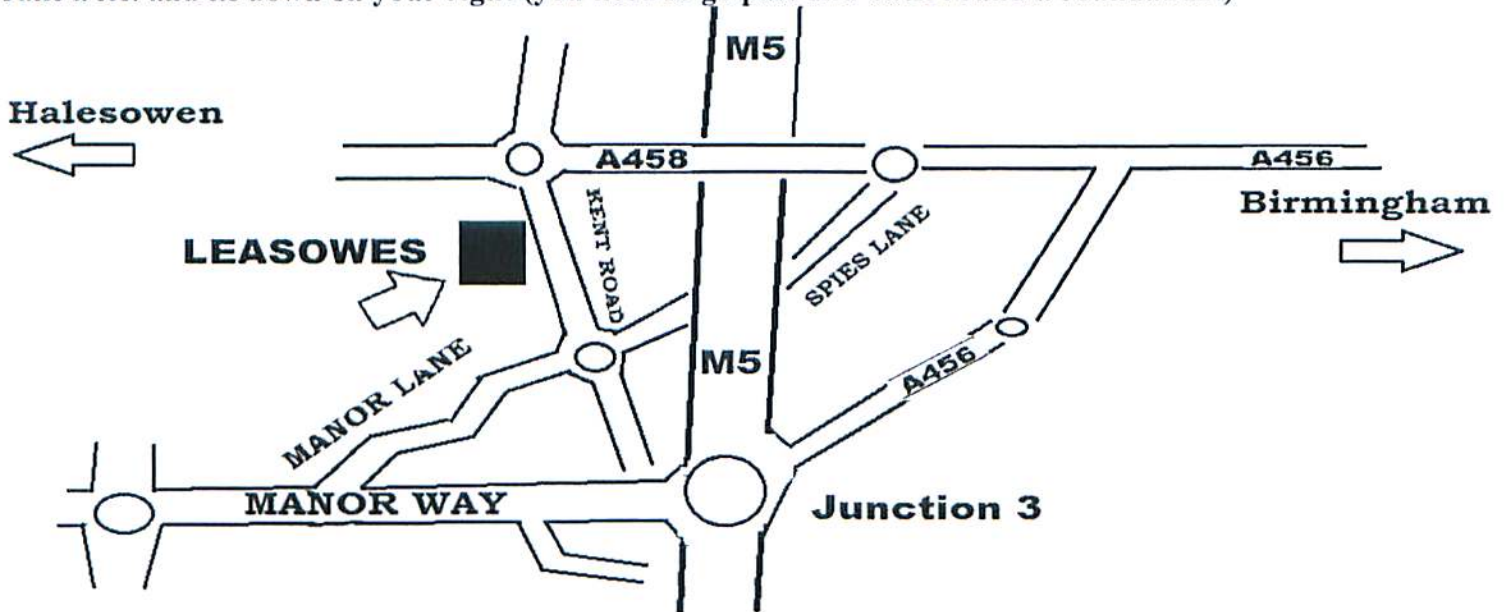 M5
Halesowen
A458
A456
Birmingham
KENT ROAD
LEASOWES
SPIES LANE
M5
A456
MANOR LANE
MANOR WAY
Junction 3